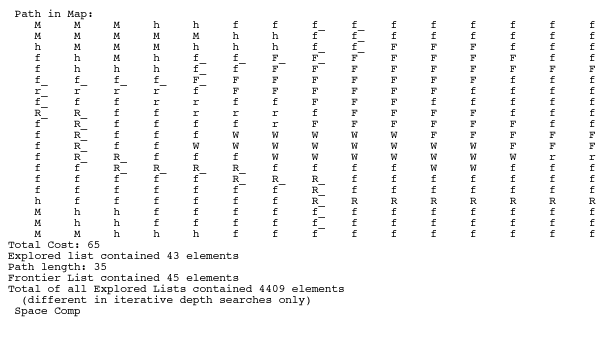 Path in Map:
M M M h h f f f_ f_ f f f f f f
M M M M M h h f f_ f f f f f f
h M M M h h h f_ f_ F F F f f f
f h M h f_ f_ F_ F_ F F F F F f f
f h h h f_ f F F F F F F F F F
f_ f_ f_ f_ F_ F F F F F F f f f f
r_ r r r f F F F F F F F f f f
f_ f f r r f f F F F f f f f f
R_ R_ f f r r r f F F F F f f f
f R_ f f f f r F F F F F F f f
f R_ f f f W W W W W F F F f f
f R_ f f W W W W W W W W F F F
f R_ R_ f f f W W W W W W W r r
f f R_ R_ R_ R_ f f f f W W f f f
f f f f f R_ R_ R_ f f f f f f f
f f f f f f f R_ f f f f f f f
h f f f f f f R_ R R R R R R R
M h h f f f f f_ f f f f f f f
M M h h f f f f_ f f f f f f f
M M h h h f f f f f f f f f f
Total Cost: 65
Explored list contained 43 elements
Path length: 35
Frontier List contained 45 elements
Total of all Explored Lists contained 4409 elements
(different in iterative depth searches only)
Space Comp